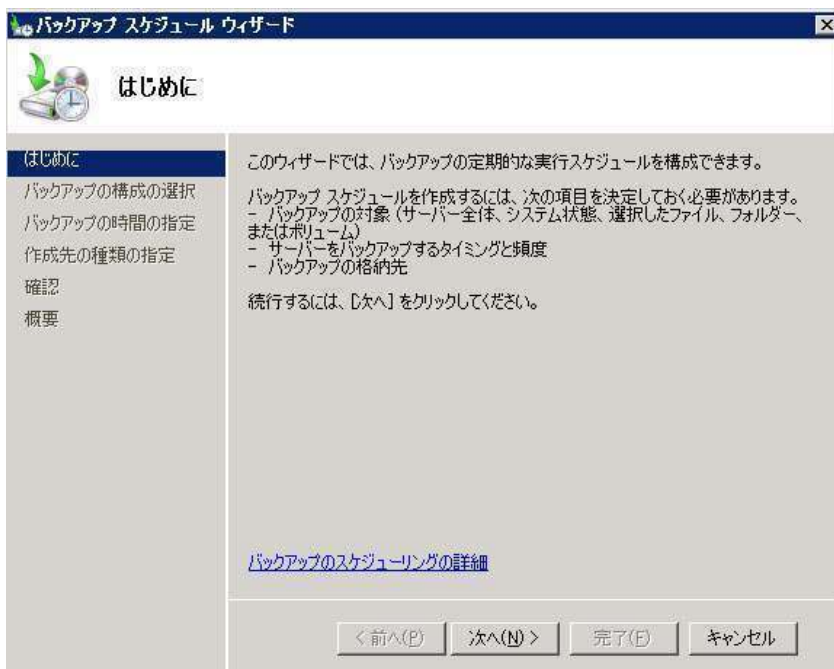 バックアップ スケジュール ウィザード
はじめに
はじめに
バックアップの構成の選択
バックアップの時間の指定
作成先の種類の指定
確認
概要
このウィザードでは、バックアップの定期的な実行スケジュールを構成できます。
バックアップ スケジュールを作成するには、次の項目を決定しておく必要があります。
- バックアップの対象 (サーバー全体、システム状態、選択したファイル、フォルダー、
またはボリューム)
- サーバーをバックアップするタイミングと頻度
- バックアップの格納先
続行するには、[次へ] をクリックしてください。
バックアップのスケジューリングの詳細
< 前へ(P)
次へ(N) >
完了(F)
キャンセル